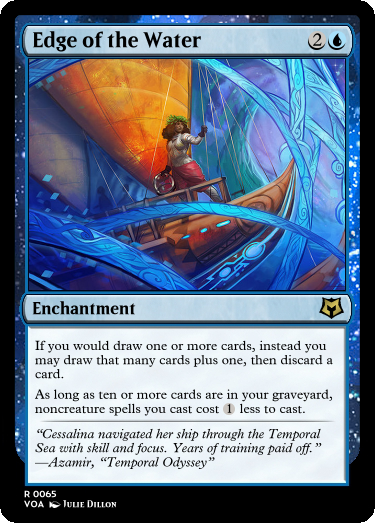 Edge of the Water 2
Enchantment
If you would draw one or more cards, instead you
may draw that many cards plus one, then discard a
card.
As long as ten or more cards are in your graveyard,
noncreature spells you cast cost 1 less to cast.
“Cessalina navigated her ship through the Temporal
Sea with skill and focus. Years of training paid off.”
—Azamir, “Temporal Odyssey”
R 0065
VOA Julie Dillon